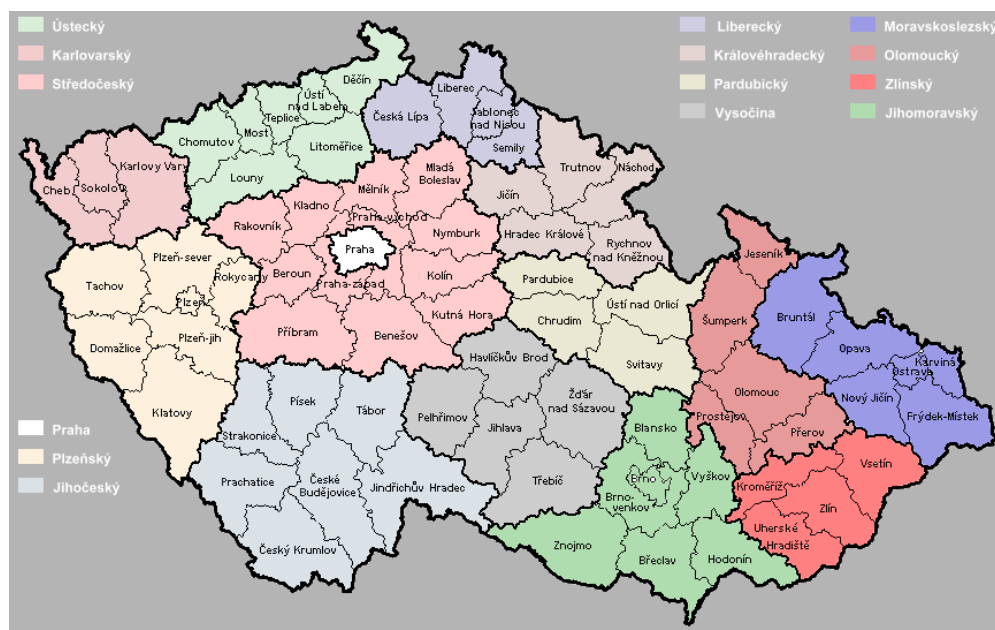 Ústecký
Karlovarský
Středočeský
Liberecký
Královéhradecký
Pardubický
Vysočina
Moravskoslezský
Olomoucký
Zlínský
Jihomoravský
Děčín
Ústí
nad Labem
Teplice
Most
Chomutov
Litoměřice
Louny
Česká Lípa
Liberec
Jablonec
nad Nisou
Semily
Karlovy Vary
Sokolov
Cheb
Mladá
Boleslav
Mělník
Kladno
Rakovník
Praha-východ
Nymburk
Praha
Beroun
Praha-západ
Kolín
Kutná Hora
Příbram
Benešov
Trutnov
Náchod
Jičín
Hradec Králové
Rychnov
nad Kněžnou
Plzeň-sever
Rokycany
Tachov
Plzeň
Plzeň-jih
Domažlice
Klatovy
Pardubice
Ústí nad Orlicí
Chrudim
Svitavy
Jeseník
Šumperk
Olomouc
Prostějov
Přerov
Bruntál
Opava
Karviná
Ostrava
Nový Jičín
Frýdek-Místek
Havlíčkův Brod
Žďár
nad Sázavou
Pelhřimov
Jihlava
Třebíč
Písek
Tábor
Strakonice
Prachatice
České
Budějovice
Jindřichův Hradec
Český Krumlov
Blansko
Brno
Brno-
venkov
Vyškov
Znojmo
Břeclav
Hodonín
Kroměříž
Vsetín
Zlín
Uherské
Hradiště
Praha
Plzeňský
Jihočeský